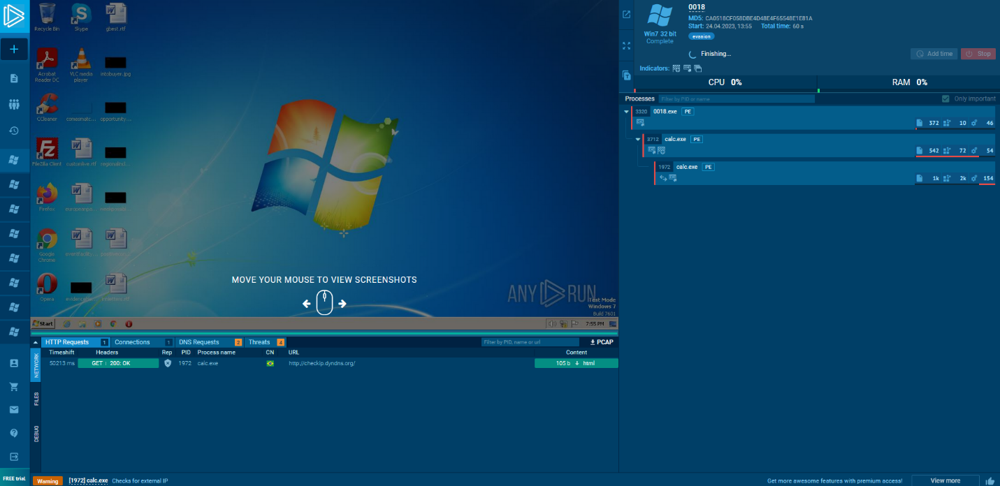 0018
MD5: CA0518CF058DBE4D48E4F65548E1E81A
Start: 24.04.2023, 13:55 Total time: 60 s
Win7 32 bit
Complete
evasion
Finishing...
Add time
Stop
Indicators:
CPU 0%
RAM 0%
Processes
Filter by PID or name
Only important
3320 0018.exe PE
372 10 46
3712 calc.exe PE
542 72 54
1972 calc.exe PE
1k 2k 154
Recycle Bin
Skype
gbest.rtf
Acrobat Reader DC
VLC media player
intobuyer.jpg
CCleaner
opportunity...
FileZilla Client
customlive.rtf
Firefox
Google Chrome
eventfacility...
Opera
MOVE YOUR MOUSE TO VIEW SCREENSHOTS
ANY RUN
Test Mode
Windows 7
Build 7601
Start
7:55 PM
HTTP Requests 1
Connections 1
DNS Requests 2
Threats 4
Filter by PID, name or url
PCAP
NETWORK
FILES
DEBUG
Timeshift Headers Rep PID Process name CN URL Content
50213 ms GET 200: OK 1972 calc.exe http://checkip.dyndns.org/ 105 b html
FREE trial
Warning
[1972] calc.exe Checks for external IP
Get more awesome features with premium access!
View more